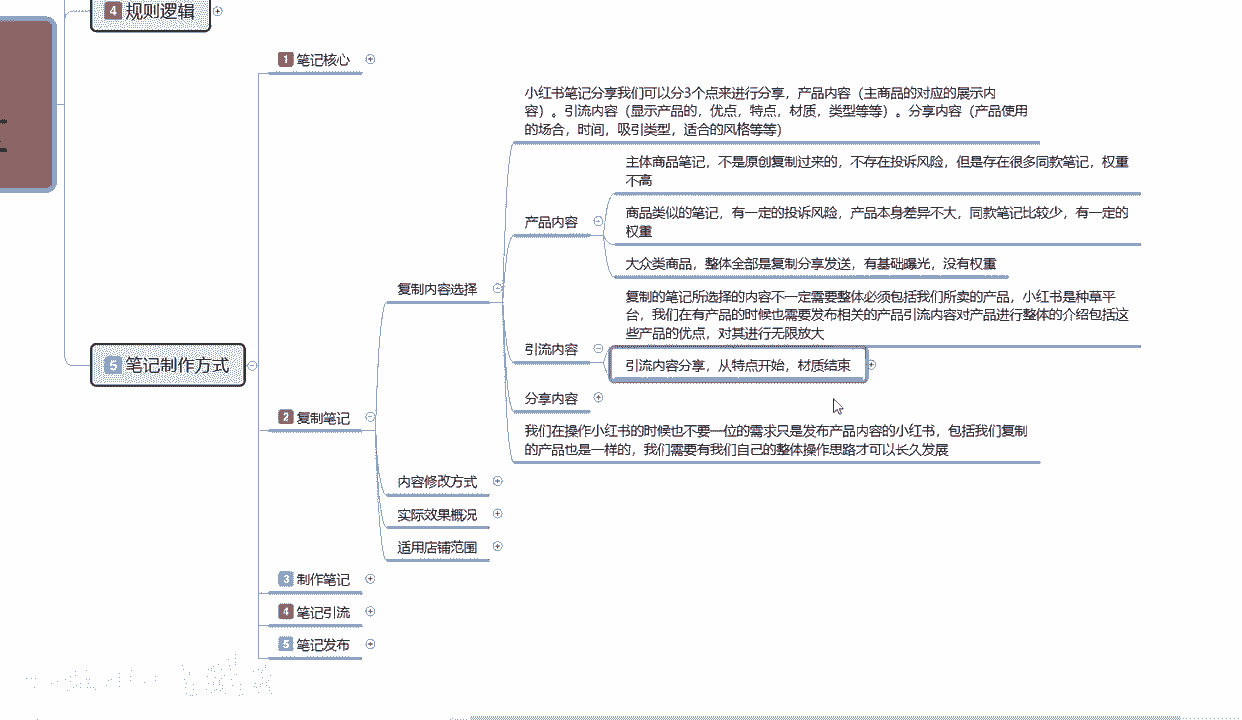 4 规则逻辑
1 笔记核心
小红书笔记分享我们可以分3个点来进行分享，产品内容（主商品的对应的展示内
容）。引流内容（显示产品的，优点，特点，材质，类型等等）。分享内容（产品使用
的场合，时间，吸引类型，适合的风格等等）
主体商品笔记，不是原创复制过来的，不存在投诉风险，但是存在很多同款笔记，权重
不高
产品内容
商品类似的笔记，有一定的投诉风险，产品本身差异不大，同款笔记比较少，有一定的
权重
大众类商品，整体全部是复制分享发送，有基础曝光，没有权重
复制内容选择
复制的笔记所选择的内容不一定需要整体必须包括我们所卖的产品，小红书是种草平
台，我们在有产品的时候也需要发布相关的产品引流内容对产品进行整体的介绍包括这
些产品的优点，对其进行无限放大
引流内容
引流内容分享，从特点开始，材质结束
5 笔记制作方式
分享内容
2 复制笔记
我们在操作小红书的时候也不要一位的需求只是发布产品内容的小红书，包括我们复制
的产品也是一样的，我们需要有我们自己的整体操作思路才可以长久发展
内容修改方式
实际效果概况
适用店铺范围
3 制作笔记
4 笔记引流
5 笔记发布